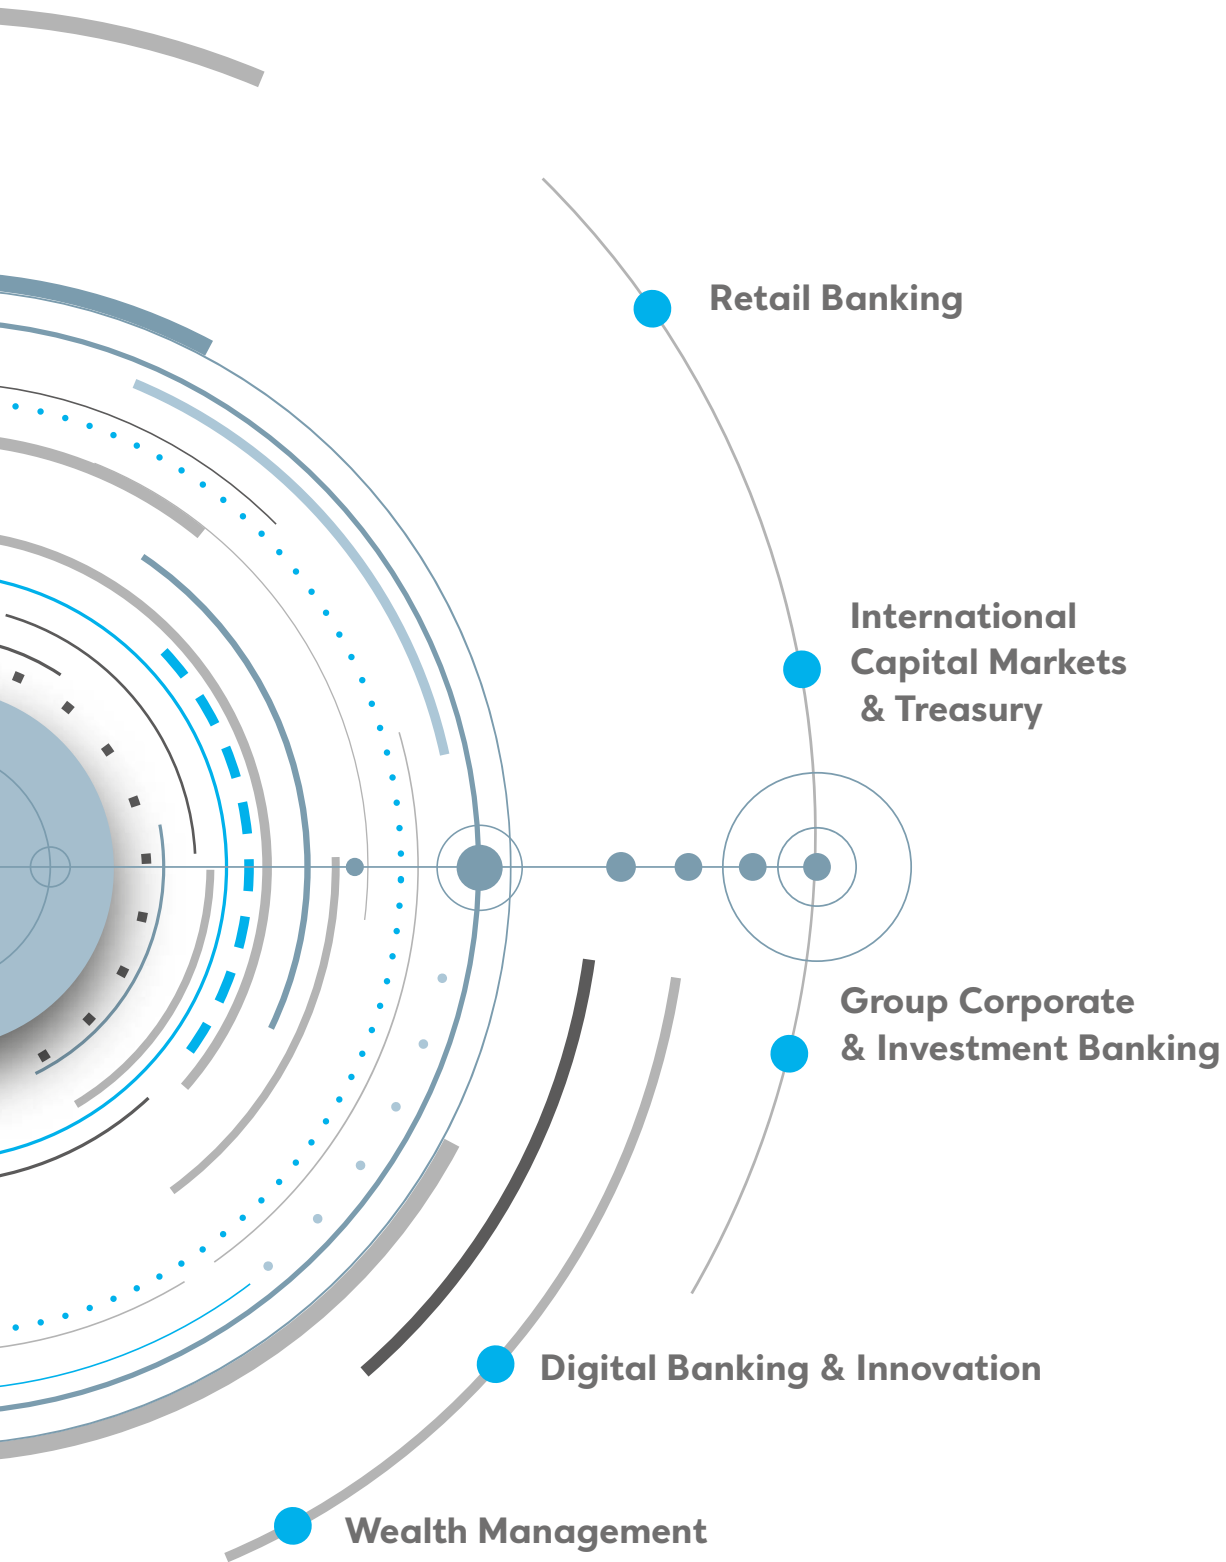 Retail Banking
International
Capital Markets
& Treasury
Group Corporate
& Investment Banking
Digital Banking & Innovation
Wealth Management